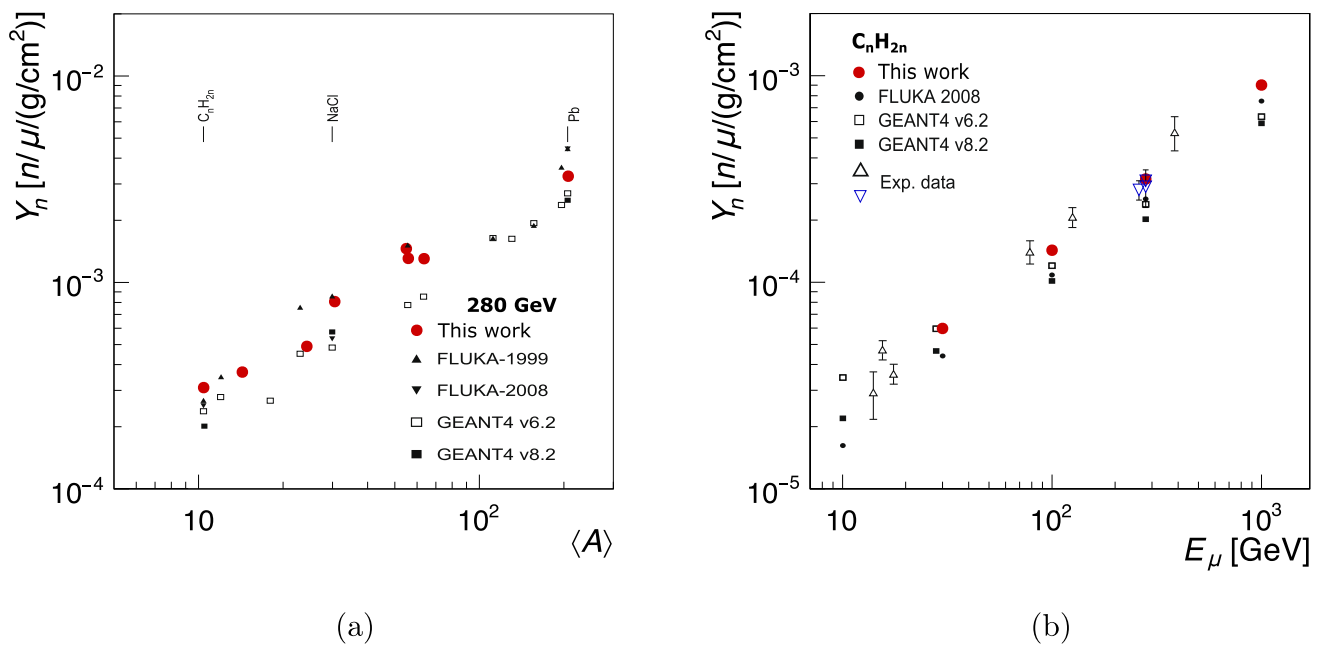 Yₙ [n/μ/(g/cm²)]
10⁻²
10⁻³
10⁻⁴
CₙH₂ₙ
NaCl
Pb
280 GeV
This work
FLUKA-1999
FLUKA-2008
GEANT4 v6.2
GEANT4 v8.2
10
10²
⟨A⟩
(a)
Yₙ [n/μ/(g/cm²)]
10⁻³
10⁻⁴
10⁻⁵
CₙH₂ₙ
This work
FLUKA 2008
GEANT4 v6.2
GEANT4 v8.2
Exp. data
10
10²
10³
E_μ [GeV]
(b)